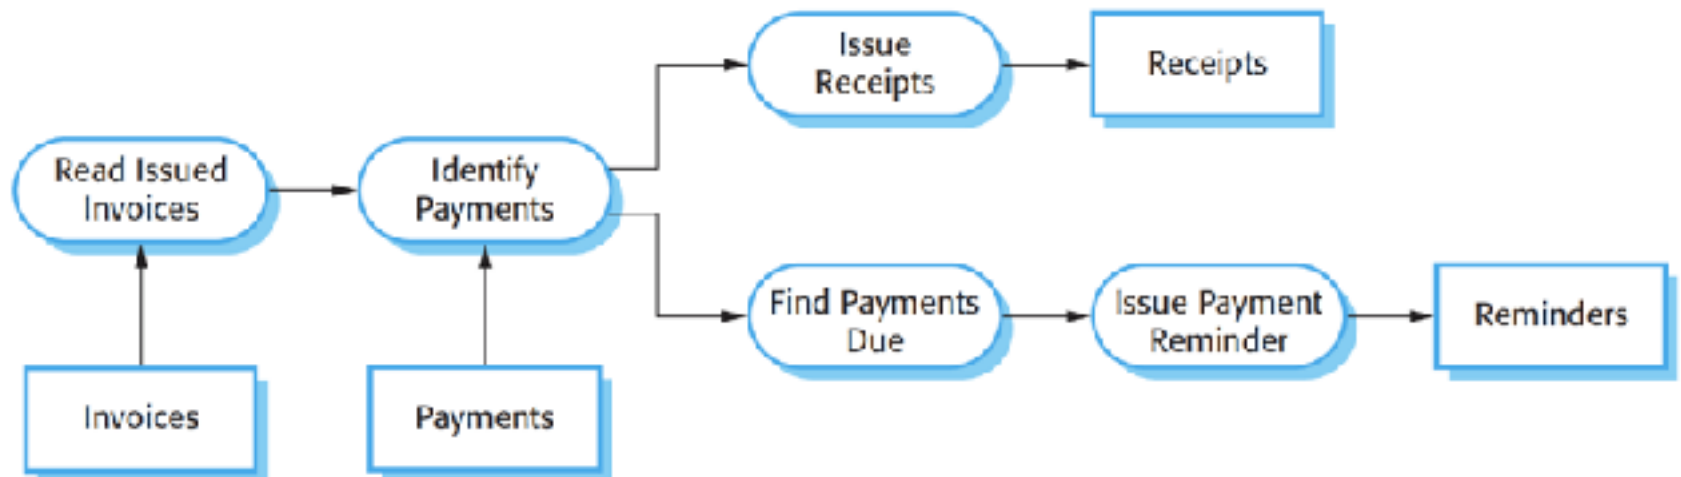 Issue
Receipts
Receipts
Read Issued
Invoices
Identify
Payments
Find Payments
Due
Issue Payment
Reminder
Reminders
Invoices
Payments